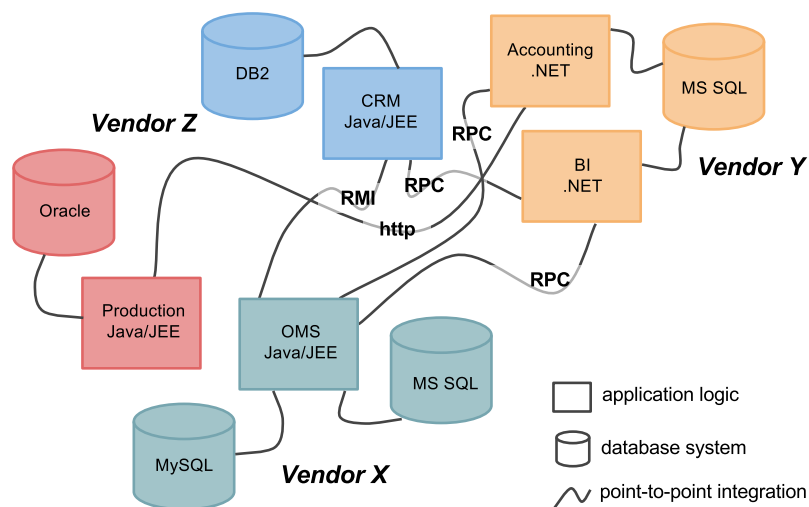 DB2
CRM
Java/JEE
Accounting
.NET
MS SQL
Vendor Z
RPC
BI
.NET
Vendor Y
Oracle
RMI
RPC
http
RPC
Production
Java/JEE
OMS
Java/JEE
MS SQL
application logic
database system
MySQL
Vendor X
point-to-point integration